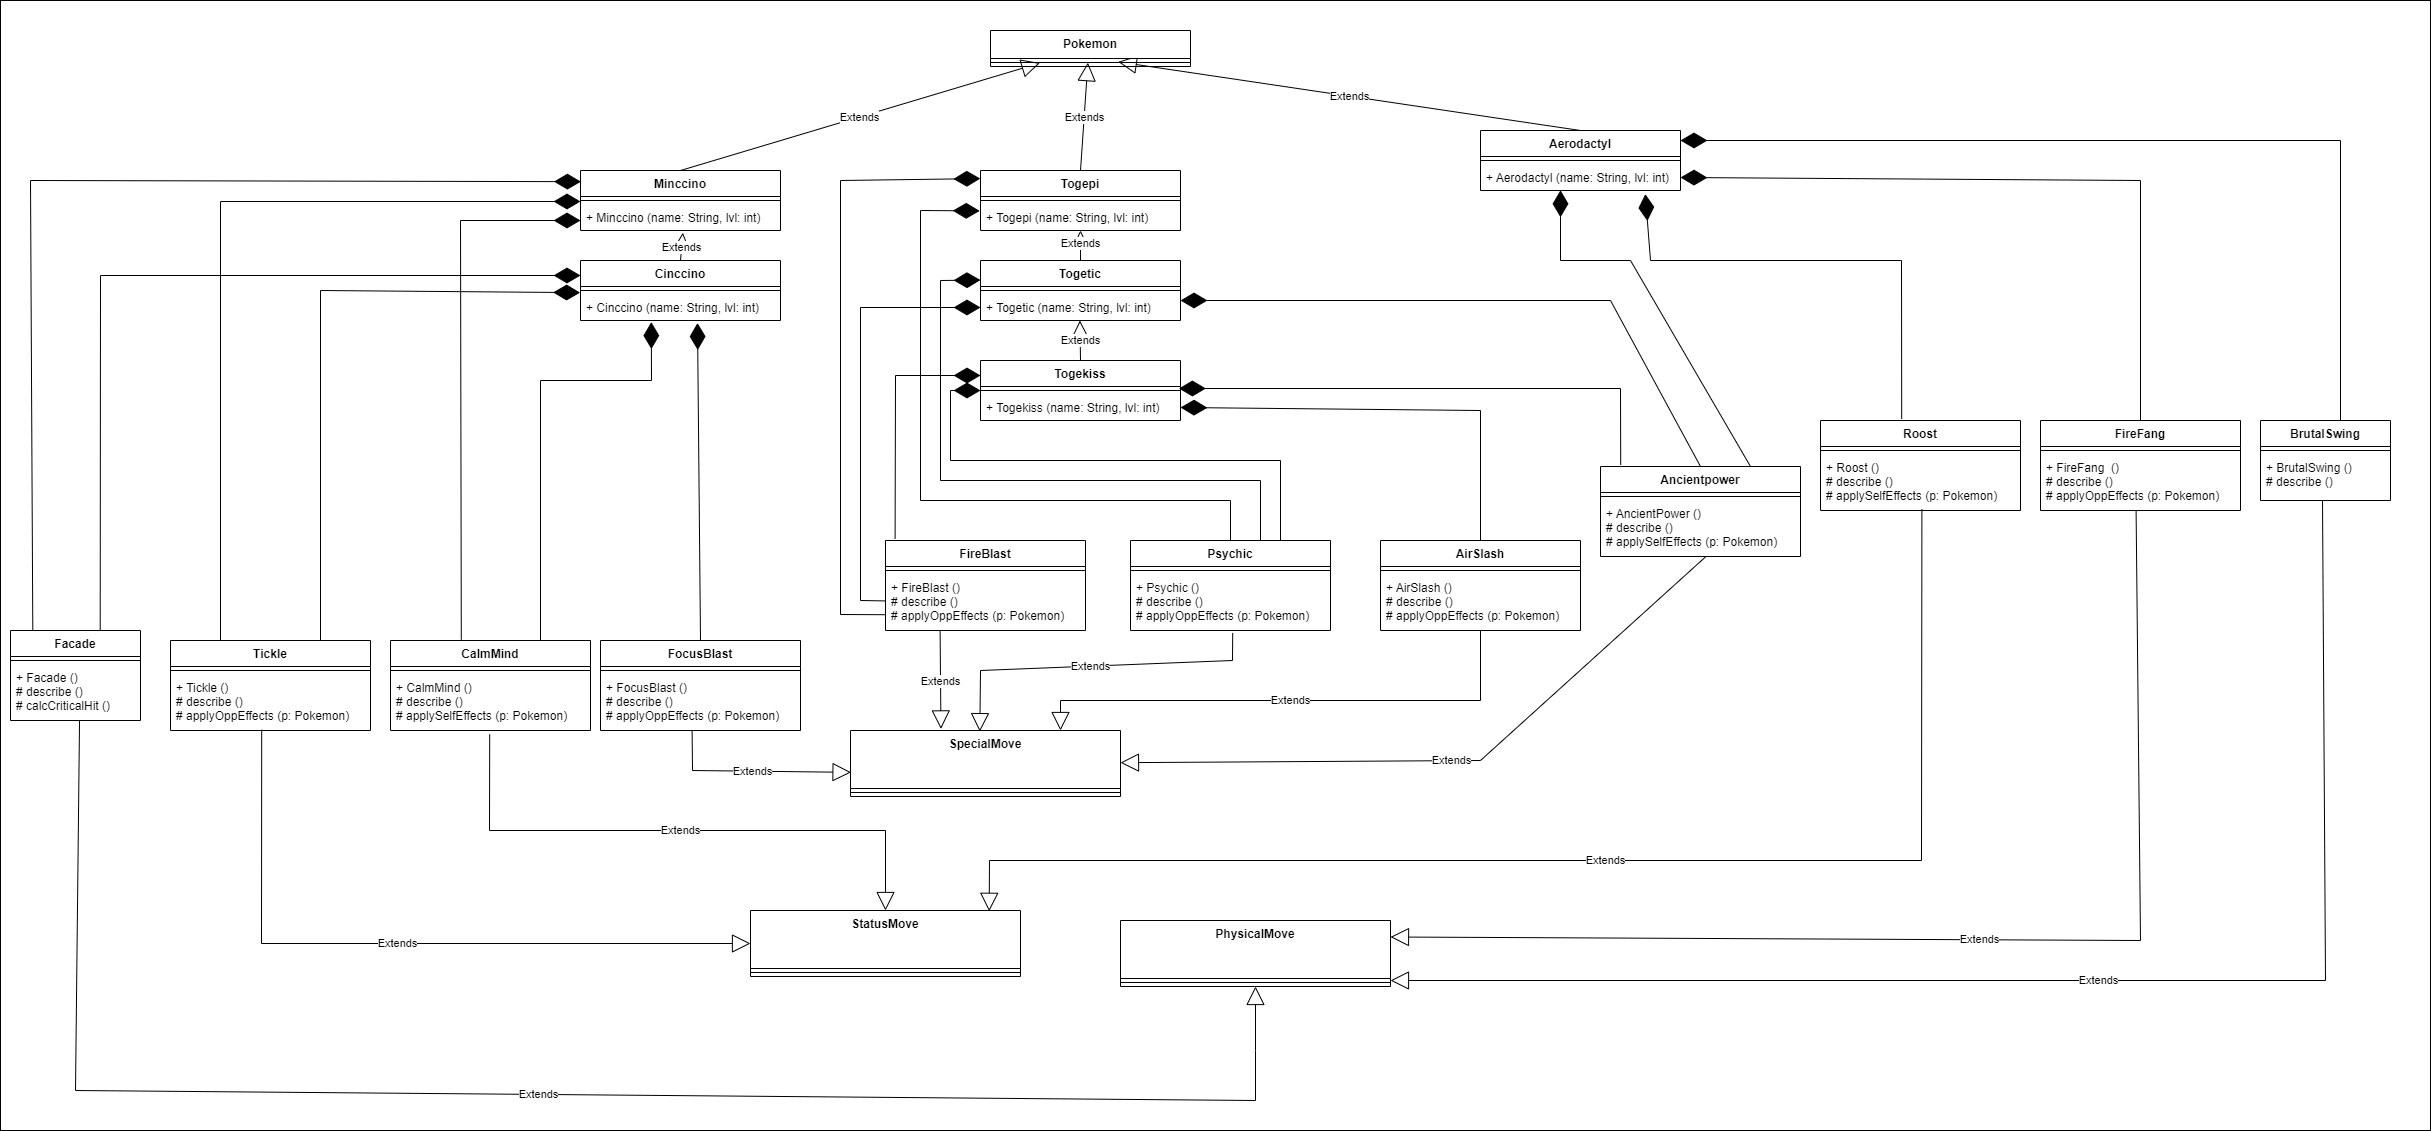 Pokemon
Extends
Extends
Extends
Aerodactyl
+ Aerodactyl (name: String, lvl: int)
Minccino
+ Minccino (name: String, lvl: int)
Togepi
+ Togepi (name: String, lvl: int)
Extends
Extends
Cinccino
+ Cinccino (name: String, lvl: int)
Togetic
+ Togetic (name: String, lvl: int)
Extends
Togekiss
+ Togekiss (name: String, lvl: int)
Roost
+ Roost ()
# describe ()
# applySelfEffects (p: Pokemon)
FireFang
+ FireFang  ()
# describe ()
# applyOppEffects (p: Pokemon)
BrutalSwing
+ BrutalSwing ()
# describe ()
Ancientpower
+ AncientPower ()
# describe ()
# applySelfEffects (p: Pokemon)
FireBlast
+ FireBlast ()
# describe ()
# applyOppEffects (p: Pokemon)
Psychic
+ Psychic ()
# describe ()
# applyOppEffects (p: Pokemon)
AirSlash
+ AirSlash ()
# describe ()
# applyOppEffects (p: Pokemon)
Facade
+ Facade ()
# describe ()
# calcCriticalHit ()
Tickle
+ Tickle ()
# describe ()
# applyOppEffects (p: Pokemon)
CalmMind
+ CalmMind ()
# describe ()
# applySelfEffects (p: Pokemon)
FocusBlast
+ FocusBlast ()
# describe ()
# applyOppEffects (p: Pokemon)
Extends
Extends
Extends
SpecialMove
Extends
Extends
Extends
Extends
StatusMove
PhysicalMove
Extends
Extends
Extends
Extends